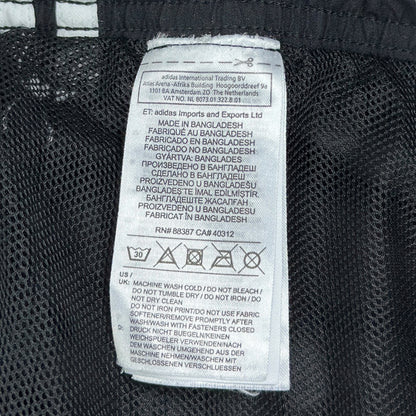 adidas International Trading BV
Atlas Arena-Afrika Building Hoogoorddreef 9a
1101 BA Amsterdam ZO The Netherlands
VAT NO. NL 8073.01.322.B.01
ET: adidas Imports and Exports Ltd
MADE IN BANGLADESH
FABRIQUÉ AU BANGLADESH
FABRICADO EN BANGLADESH
FABRICADO NO BANGLADESH
GYÁRTVA: BANGLADESH
ПРОИЗВЕДЕНО В БАНГЛАДЕШ
СДЕЛАНО В БАНГЛАДЕШ
PROIZVEDENO U BANGLADEŠU
BANGLADEŞ'TE İMAL EDİLMİŞTİR.
БАНГЛАДЕШТЕ ЖАСАЛҒАН
PROIZVEDENO V BANGLADEŠ
FABRICAT ÎN BANGLADESH
RN# 88387 CA# 40312
30
US /
UK: MACHINE WASH COLD / DO NOT BLEACH /
DO NOT TUMBLE DRY / DO NOT IRON / DO
NOT DRY CLEAN
DO NOT IRON PRINT/DO NOT USE FABRIC
SOFTENER/REMOVE PROMPTLY AFTER
WASH/WASH WITH FASTENERS CLOSED
D: DRUCK NICHT BUEGELN/KEINEN
WEICHSPUELER VERWENDEN/NACH
DEM WASCHEN UMGEHEND AUS DER
MASCHINE NEHMEN/WASCHEN MIT
GESCHLOSSENEN VERSCHLUESSEN